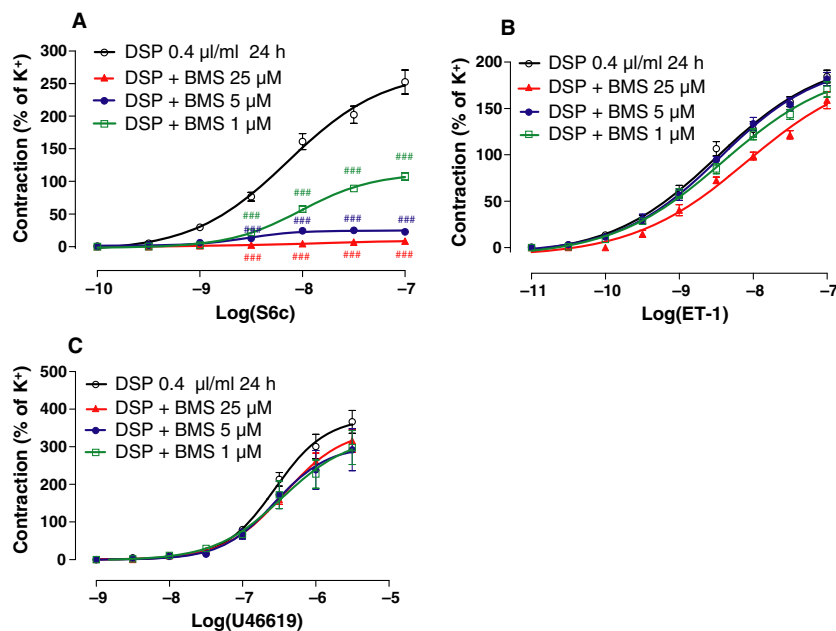 A
Contraction (% of K⁺)
300
250
200
150
100
50
0
DSP 0.4 µl/ml 24 h
DSP + BMS 25 µM
DSP + BMS 5 µM
DSP + BMS 1 µM
###
###
###
###
###
###
###
###
###
###
###
###
−10
−9
−8
−7
Log(S6c)
B
Contraction (% of K⁺)
200
150
100
50
0
DSP 0.4 µl/ml 24 h
DSP + BMS 25 µM
DSP + BMS 5 µM
DSP + BMS 1 µM
−11
−10
−9
−8
−7
Log(ET-1)
C
Contraction (% of K⁺)
500
400
300
200
100
0
DSP 0.4 µl/ml 24 h
DSP + BMS 25 µM
DSP + BMS 5 µM
DSP + BMS 1 µM
−9
−8
−7
−6
−5
Log(U46619)